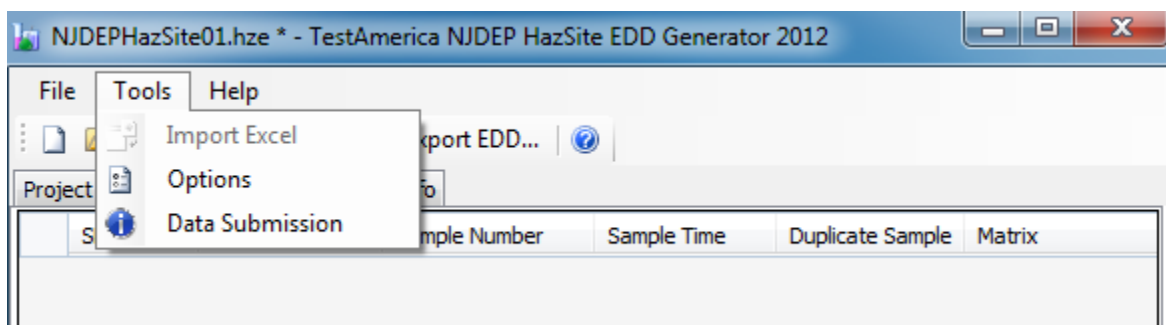 NJDEPHazSite01.hze * - TestAmerica NJDEP HazSite EDD Generator 2012
File Tools Help
Import Excel
xport EDD...
Options
Project
Data Submission
mple Number Sample Time Duplicate Sample Matrix